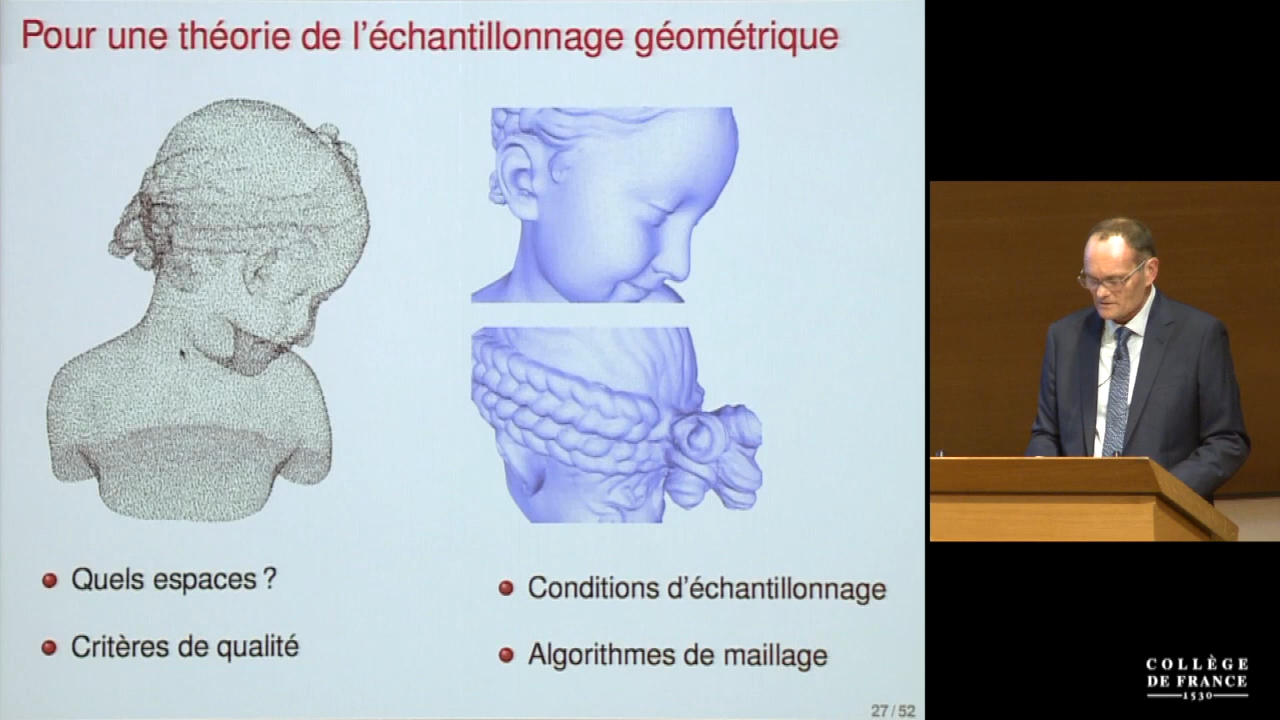 Pour une théorie de l'échantillonnage géométrique
Quels espaces ?
Critères de qualité
Conditions d'échantillonnage
Algorithmes de maillage
27 / 52
COLLÈGE
DE FRANCE
1530